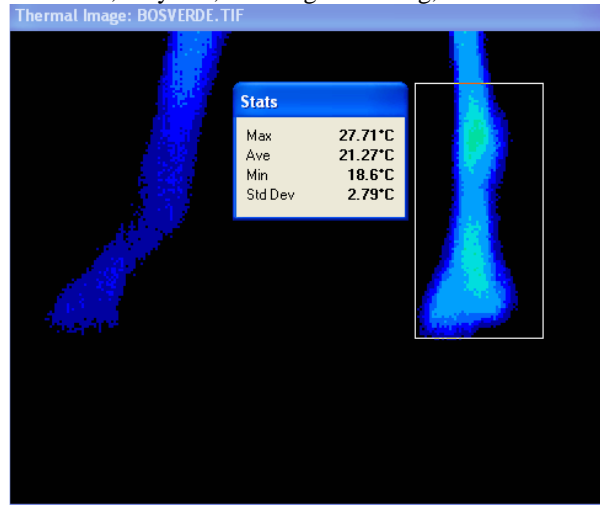 Thermal Image: BOSVERDE.TIF
Stats
Max 27.71°C
Ave 21.27°C
Min 18.6°C
Std Dev 2.79°C